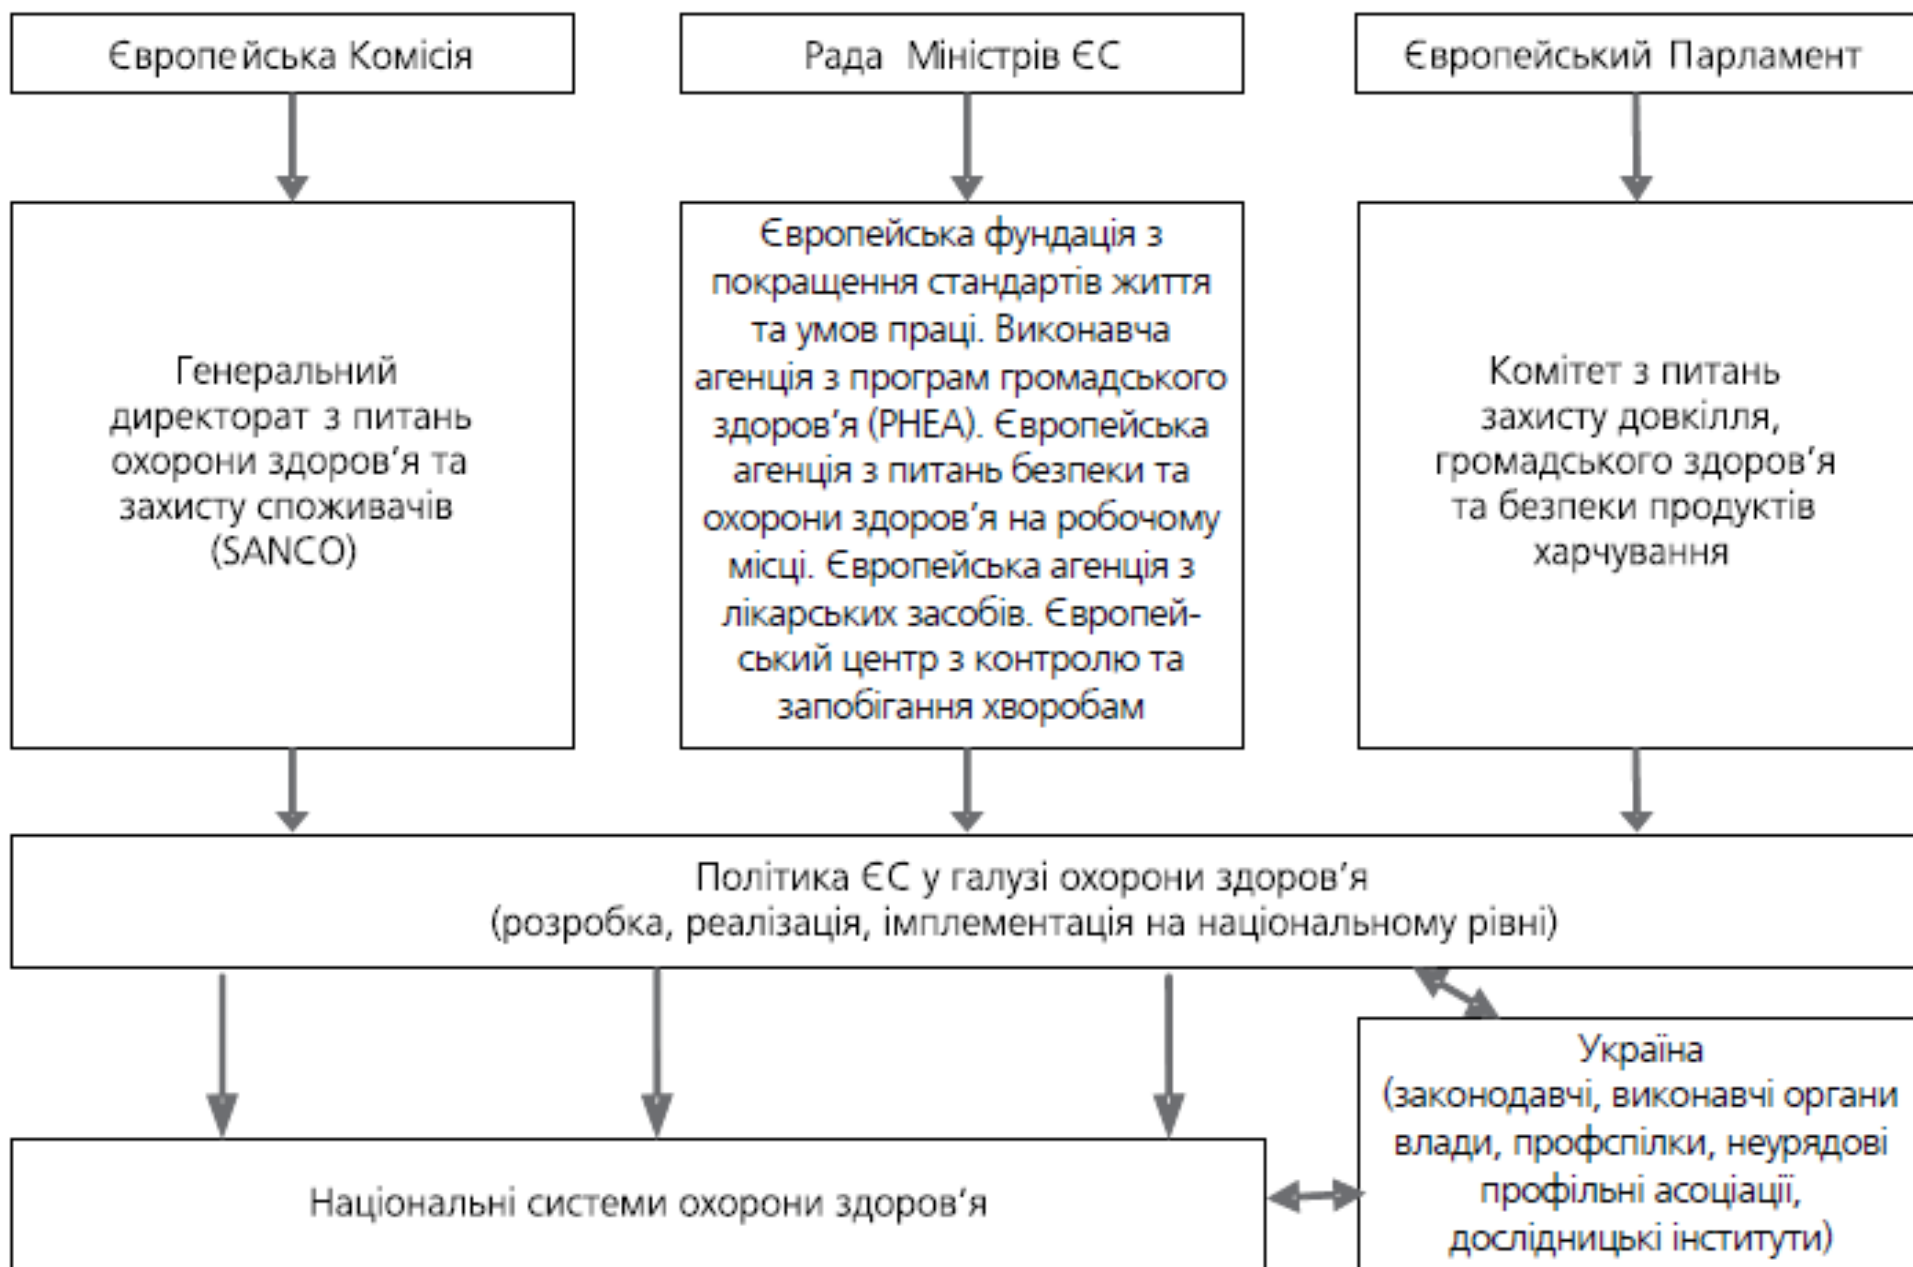 Європейська Комісія
Рада Міністрів ЄС
Європейський Парламент
Генеральний
директорат з питань
охорони здоров'я та
захисту споживачів
(SANCO)
Європейська фундація з
покращення стандартів життя
та умов праці. Виконавча
агенція з програм громадського
здоров'я (PHEA). Європейська
агенція з питань безпеки та
охорони здоров'я на робочому
місці. Європейська агенція з
лікарських засобів. Європей-
ський центр з контролю та
запобігання хворобам
Комітет з питань
захисту довкілля,
громадського здоров'я
та безпеки продуктів
харчування
Політика ЄС у галузі охорони здоров'я
(розробка, реалізація, імплементація на національному рівні)
Національні системи охорони здоров'я
Україна
(законодавчі, виконавчі органи
влади, профспілки, неурядові
профільні асоціації,
дослідницькі інститути)